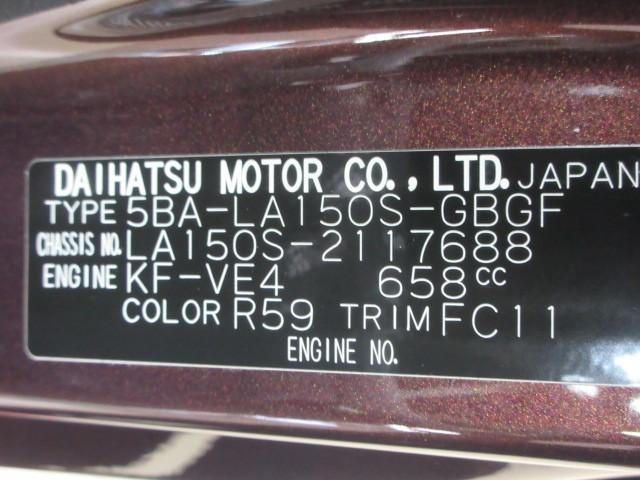 DAIHATSU MOTOR CO., LTD. JAPAN
TYPE 5BA-LA150S-GBGF
CHASSIS NO. LA150S-2117688
ENGINE KF-VE4 658cc
COLOR R59 TRIM FC11
ENGINE NO.